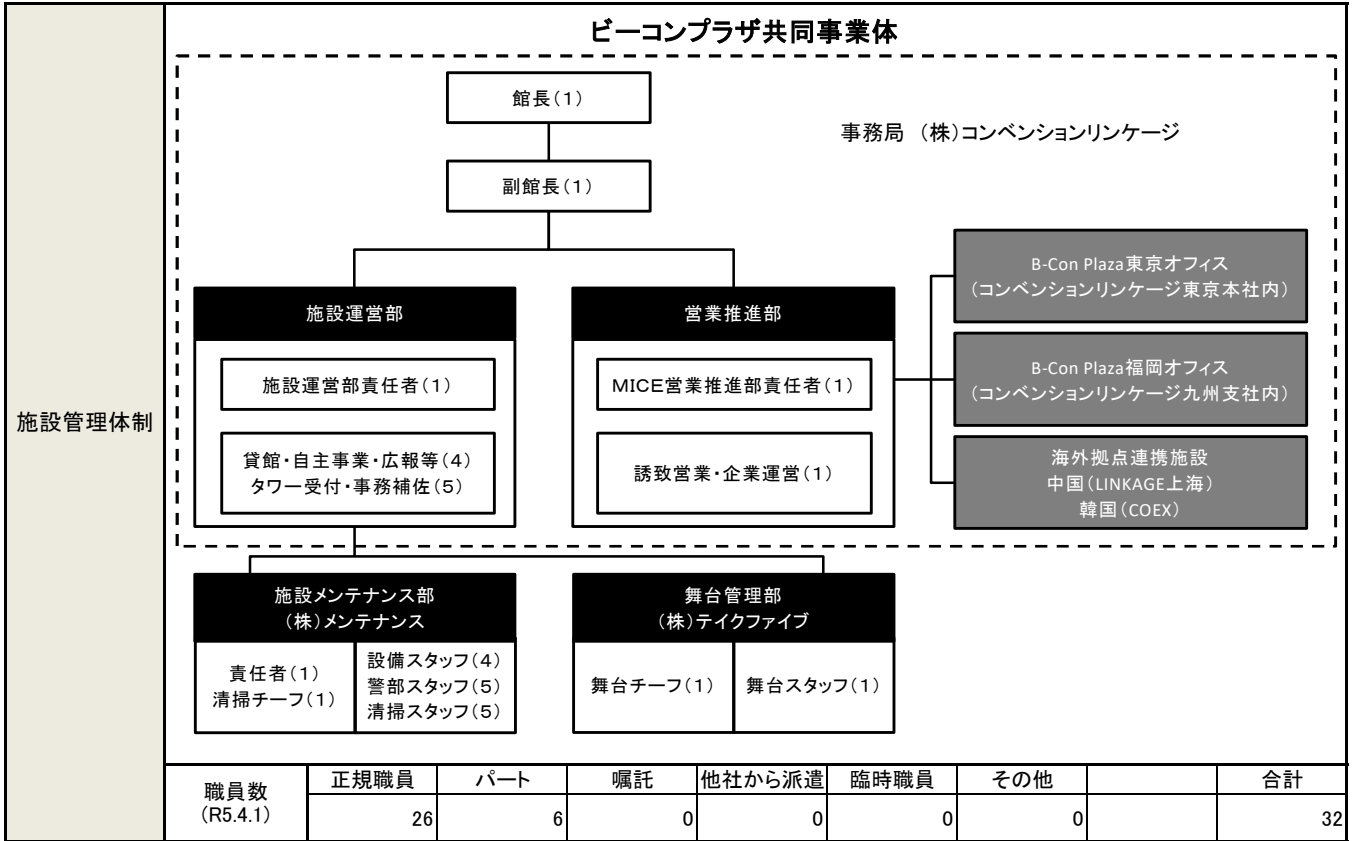 ビーコンプラザ共同事業体
館長(1)
事務局 (株)コンベンションリンケージ
副館長(1)
B-Con Plaza東京オフィス
(コンベンションリンケージ東京本社内)
施設運営部
営業推進部
施設運営部責任者(1)
MICE営業推進部責任者(1)
B-Con Plaza福岡オフィス
(コンベンションリンケージ九州支社内)
施設管理体制
貸館・自主事業・広報等(4)
タワー受付・事務補佐(5)
誘致営業・企業運営(1)
海外拠点連携施設
中国(LINKAGE上海)
韓国(COEX)
施設メンテナンス部
(株)メンテナンス
舞台管理部
(株)テイクファイブ
責任者(1)
清掃チーフ(1)
設備スタッフ(4)
警部スタッフ(5)
清掃スタッフ(5)
舞台チーフ(1)
舞台スタッフ(1)
職員数
(R5.4.1)
正規職員 パート 嘱託 他社から派遣 臨時職員 その他 合計
26 6 0 0 0 0 32